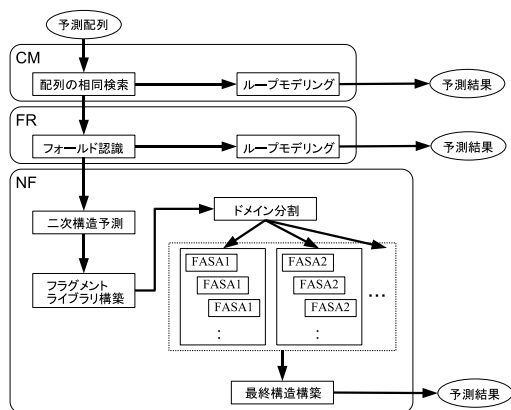 予測配列
CM
配列の相同検索
ループモデリング
予測結果
FR
フォールド認識
ループモデリング
予測結果
NF
二次構造予測
ドメイン分割
フラグメント
ライブラリ構築
FASA1
FASA1
FASA1
:
FASA2
FASA2
FASA2
:
...
最終構造構築
予測結果